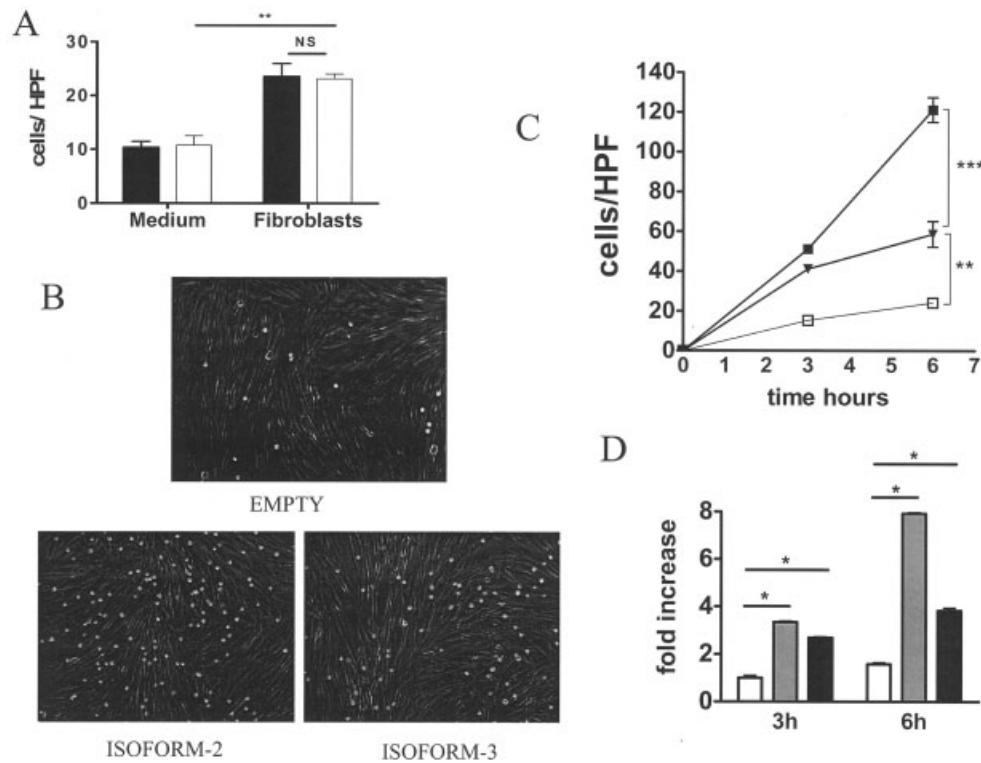 A
**
NS
30
20
10
0
cells/ HPF
Medium
Fibroblasts
B
EMPTY
ISOFORM-2
ISOFORM-3
C
140
120
100
80
60
40
20
0
cells/HPF
***
**
0 1 2 3 4 5 6 7
time hours
D
*
*
*
*
8
6
4
2
0
fold increase
3h
6h